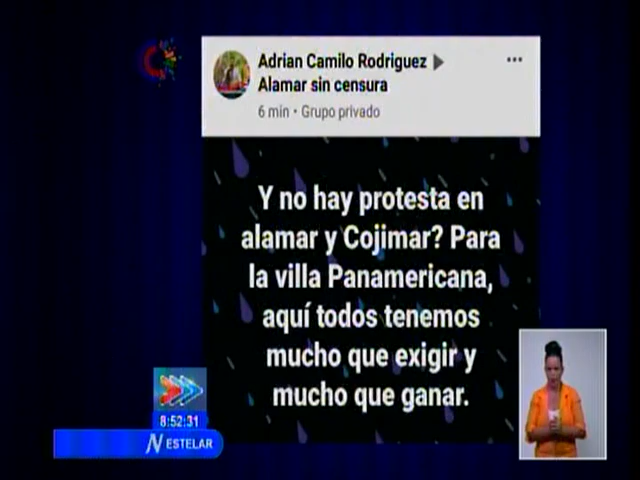 Adrian Camilo Rodriguez
Alamar sin censura
6 min · Grupo privado
Y no hay protesta en
alamar y Cojimar? Para
la villa Panamericana,
aquí todos tenemos
mucho que exigir y
mucho que ganar.
8:52:31
N ESTELAR